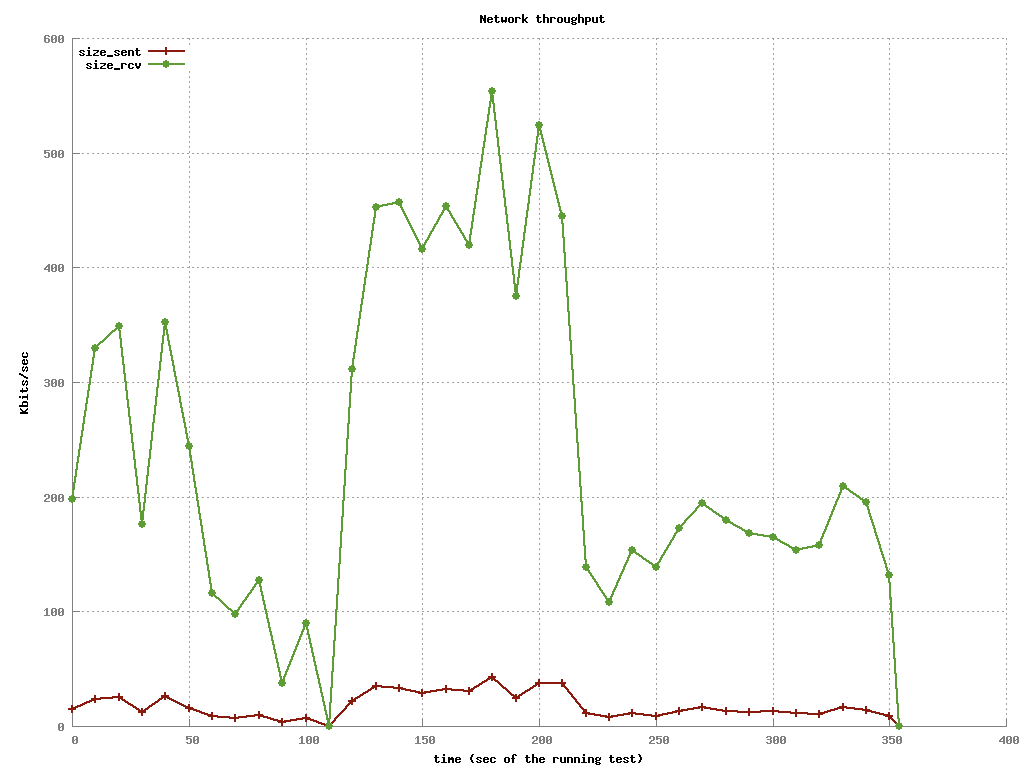 Network throughput
600
size_sent
size_rcv
500
400
300
Kbits/sec
200
100
0
0 50 100 150 200 250 300 350 400
time (sec of the running test)